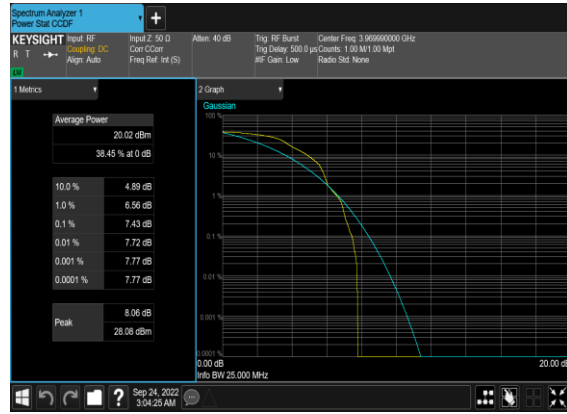 Spectrum Analyzer 1
Power Stat CCDF
KEYSIGHT
R T
Input: RF
Coupling: DC
Align: Auto
Input Z: 50 Ω
Corr CCorr
Freq Ref: Int (S)
Atten: 40 dB
Trig: RF Burst
Trig Delay: 500.0 µs
#IF Gain: Low
Center Freq: 3.969990000 GHz
Counts: 1.00 M/1.00 Mpt
Radio Std: None
1 Metrics
Average Power
20.02 dBm
38.45 % at 0 dB
10.0 % 4.89 dB
1.0 % 6.56 dB
0.1 % 7.43 dB
0.01 % 7.72 dB
0.001 % 7.77 dB
0.0001 % 7.77 dB
Peak
8.06 dB
28.08 dBm
2 Graph
Gaussian
100 %
10 %
1 %
0.1 %
0.01 %
0.001 %
0.0001 %
0.00 dB
20.00 dB
Info BW 25.000 MHz
Sep 24, 2022
3:04:25 AM